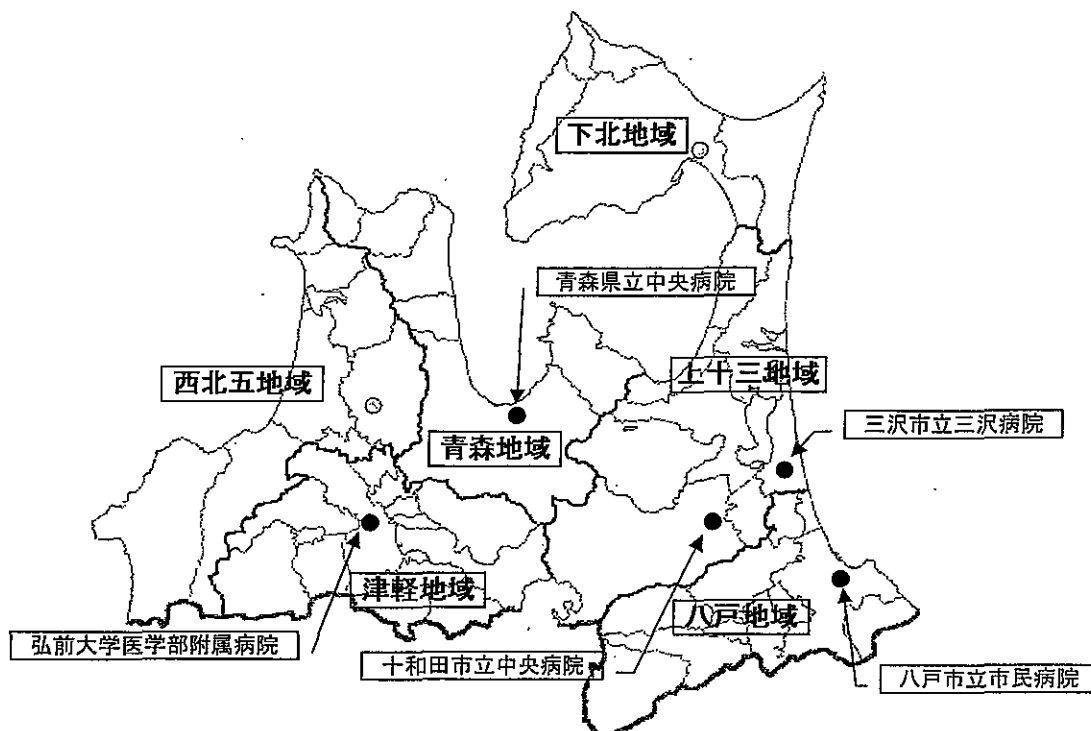 下北地域
青森県立中央病院
上十三地域
西北五地域
三沢市立三沢病院
青森地域
津軽地域
八戸地域
弘前大学医学部附属病院
十和田市立中央病院
八戸市立市民病院